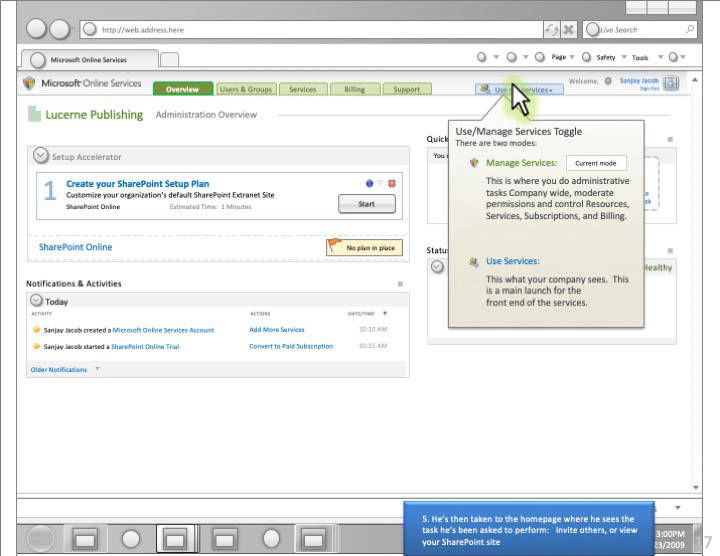 http://web.address.here
Live Search
Microsoft Online Services
Page
Safety
Tools
Microsoft Online Services
Overview
Users & Groups
Services
Billing
Support
Use services
Welcome,
Sanjay Jacob
Sign Out
Lucerne Publishing
Administration Overview
Use/Manage Services Toggle
There are two modes:
Manage Services:
Current mode
This is where you do administrative
tasks Company wide, moderate
permissions and control Resources,
Services, Subscriptions, and Billing.
Use Services:
This what your company sees. This
is a main launch for the
front end of the services.
Quick
You
Setup Accelerator
1
Create your SharePoint Setup Plan
Customize your organization's default SharePoint Extranet Site
SharePoint Online
Estimated Time: 1 Minutes
Start
SharePoint Online
No plan in place
Status
Healthy
Notifications & Activities
Today
ACTIVITY
ACTIONS
DATE/TIME
Sanjay Jacob created a Microsoft Online Services Account
Add More Services
10:10 AM
Sanjay Jacob started a SharePoint Online Trial
Convert to Paid Subscription
10:15 AM
Older Notifications
5. He's then taken to the homepage where he sees the
task he's been asked to perform: Invite others, or view
your SharePoint site
3:00PM
23/2009
17